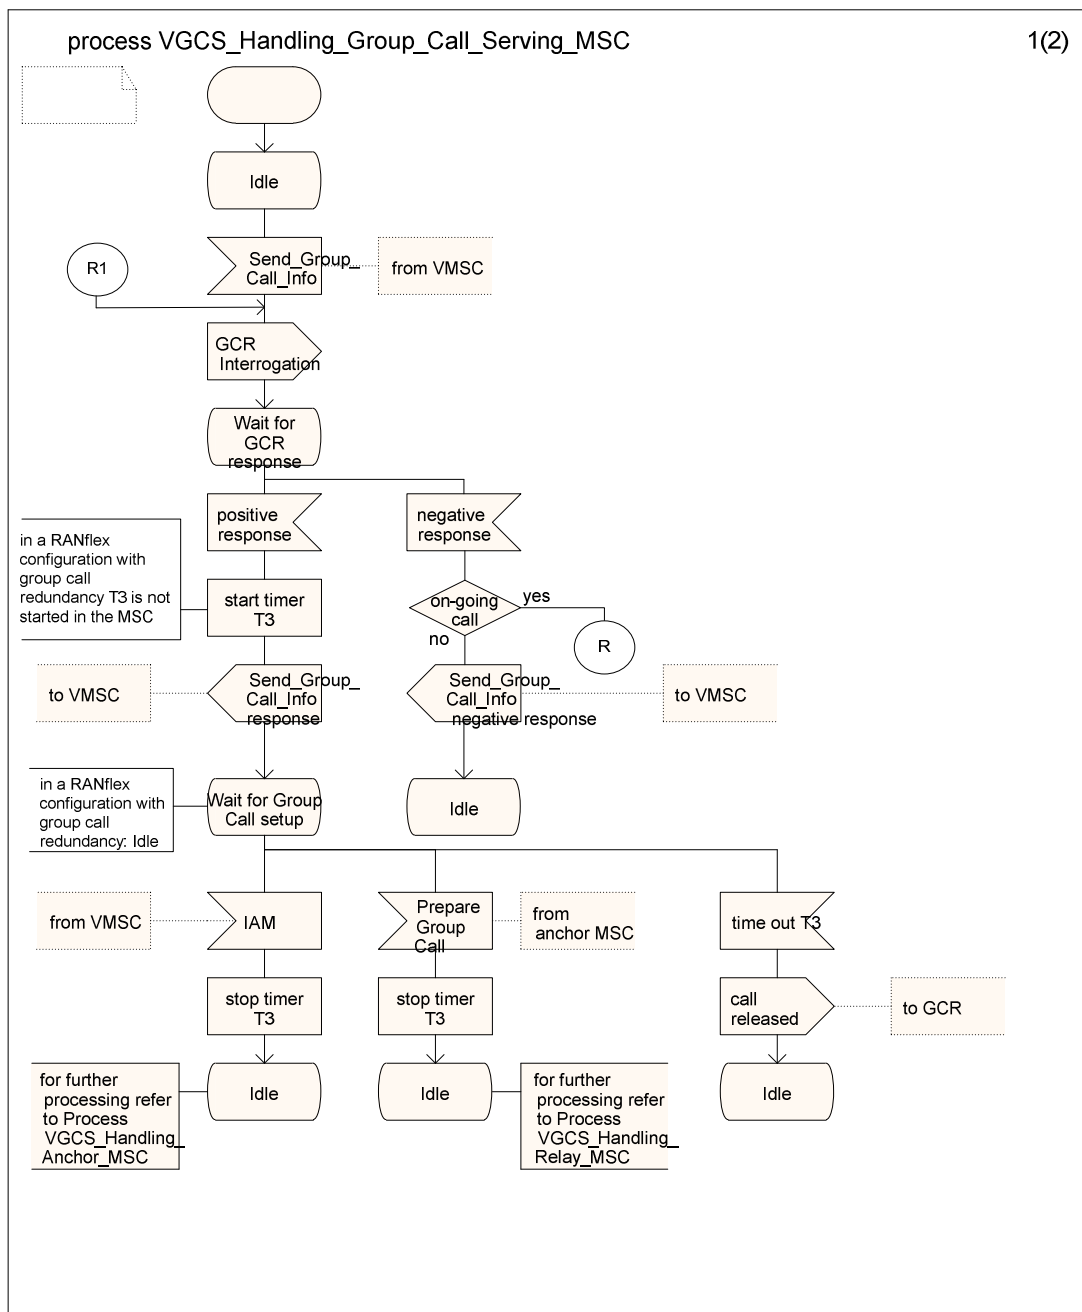 process VGCS_Handling_Group_Call_Serving_MSC
1(2)
Idle
R1
Send_Group_
Call_Info
from VMSC
GCR
Interrogation
Wait for
GCR
response
positive
response
negative
response
in a RANflex
configuration with
group call
redundancy T3 is not
started in the MSC
start timer
T3
on-going
call
yes
no
R
to VMSC
Send_Group_
Call_Info
response
Send_Group_
Call_Info
negative response
to VMSC
in a RANflex
configuration with
group call
redundancy: Idle
Wait for Group
Call setup
Idle
from VMSC
IAM
Prepare
Group
Call
from
anchor MSC
time out T3
stop timer
T3
stop timer
T3
call
released
to GCR
for further
processing refer
to Process
VGCS_Handling_
Anchor_MSC
Idle
Idle
for further
processing refer
to Process
VGCS_Handling_
Relay_MSC
Idle